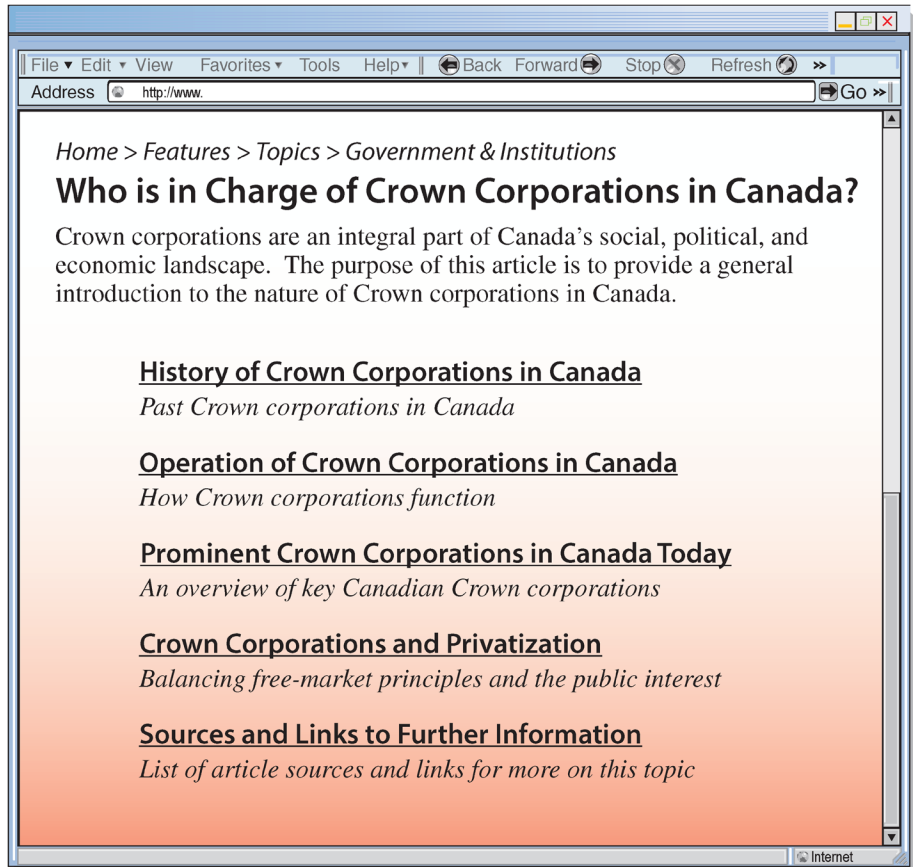 File Edit View Favorites Tools Help Back Forward Stop Refresh »
Address http://www. Go »
Home > Features > Topics > Government & Institutions
Who is in Charge of Crown Corporations in Canada?
Crown corporations are an integral part of Canada's social, political, and
economic landscape. The purpose of this article is to provide a general
introduction to the nature of Crown corporations in Canada.
History of Crown Corporations in Canada
Past Crown corporations in Canada
Operation of Crown Corporations in Canada
How Crown corporations function
Prominent Crown Corporations in Canada Today
An overview of key Canadian Crown corporations
Crown Corporations and Privatization
Balancing free-market principles and the public interest
Sources and Links to Further Information
List of article sources and links for more on this topic
Internet